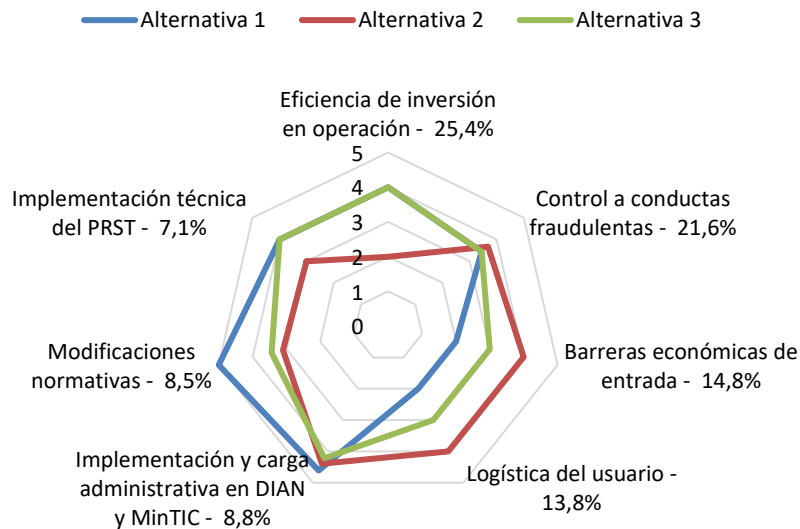 Alternativa 1
Alternativa 2
Alternativa 3
Eficiencia de inversión
en operación -  25,4%
Control a conductas
fraudulentas - 21,6%
Barreras económicas de
entrada - 14,8%
Logística del usuario -
13,8%
Implementación y carga
administrativa en DIAN
y MinTIC -  8,8%
Modificaciones
normativas -  8,5%
Implementación técnica
del PRST -  7,1%
5
4
3
2
1
0